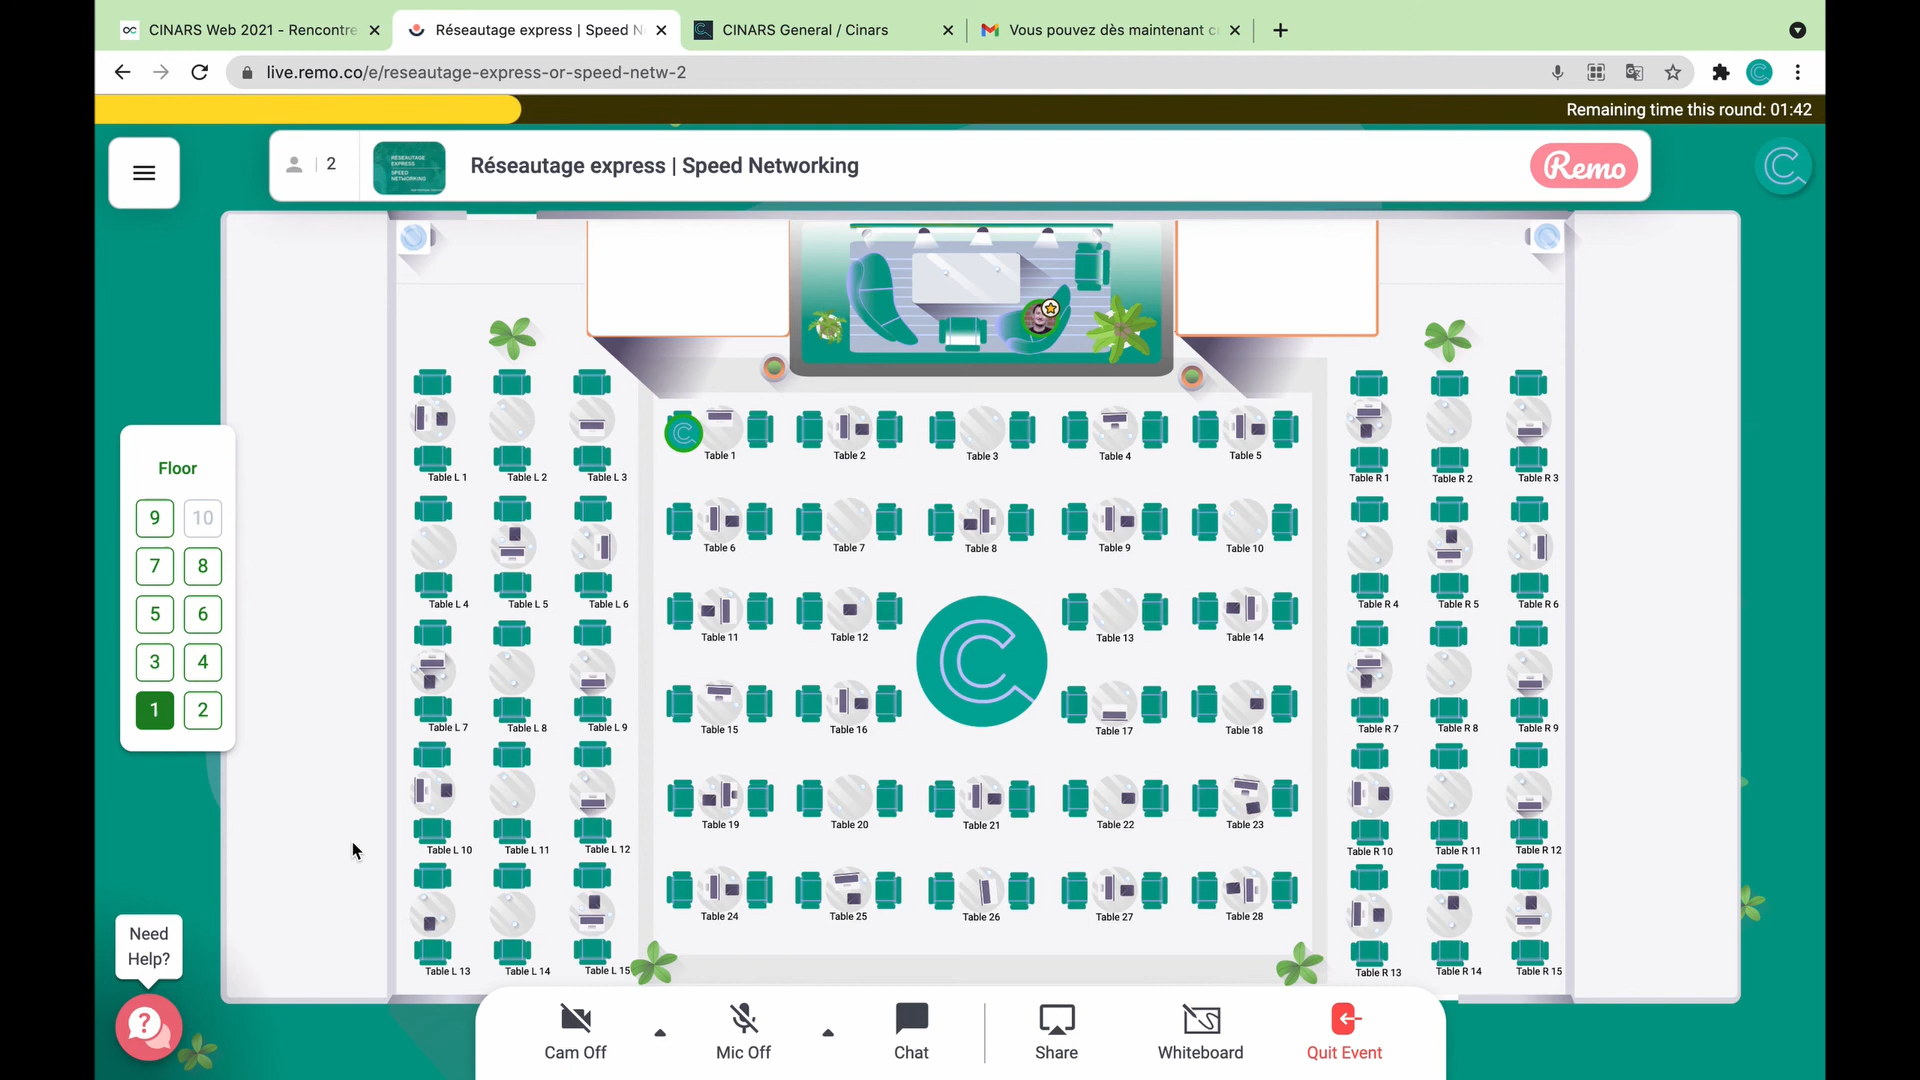 CINARS Web 2021 - Rencontre
Réseautage express | Speed N
CINARS General / Cinars
Vous pouvez dès maintenant c
live.remo.co/e/reseautage-express-or-speed-netw-2
Remaining time this round: 01:42
2
RÉSEAUTAGE
EXPRESS
SPEED
NETWORKING
Réseautage express | Speed Networking
Remo
Table 1
Table 2
Table 3
Table 4
Table 5
Table L 1
Table L 2
Table L 3
Table R 1
Table R 2
Table R 3
Floor
9
10
7
8
5
6
3
4
1
2
Table 6
Table 7
Table 8
Table 9
Table 10
Table L 4
Table L 5
Table L 6
Table R 4
Table R 5
Table R 6
Table 11
Table 12
Table 13
Table 14
Table L 7
Table L 8
Table L 9
Table 15
Table 16
Table 17
Table 18
Table R 7
Table R 8
Table R 9
Table 19
Table 20
Table 21
Table 22
Table 23
Table L 10
Table L 11
Table L 12
Table R 10
Table R 11
Table R 12
Table 24
Table 25
Table 26
Table 27
Table 28
Table L 13
Table L 14
Table L 15
Table R 13
Table R 14
Table R 15
Need
Help?
Cam Off
Mic Off
Chat
Share
Whiteboard
Quit Event